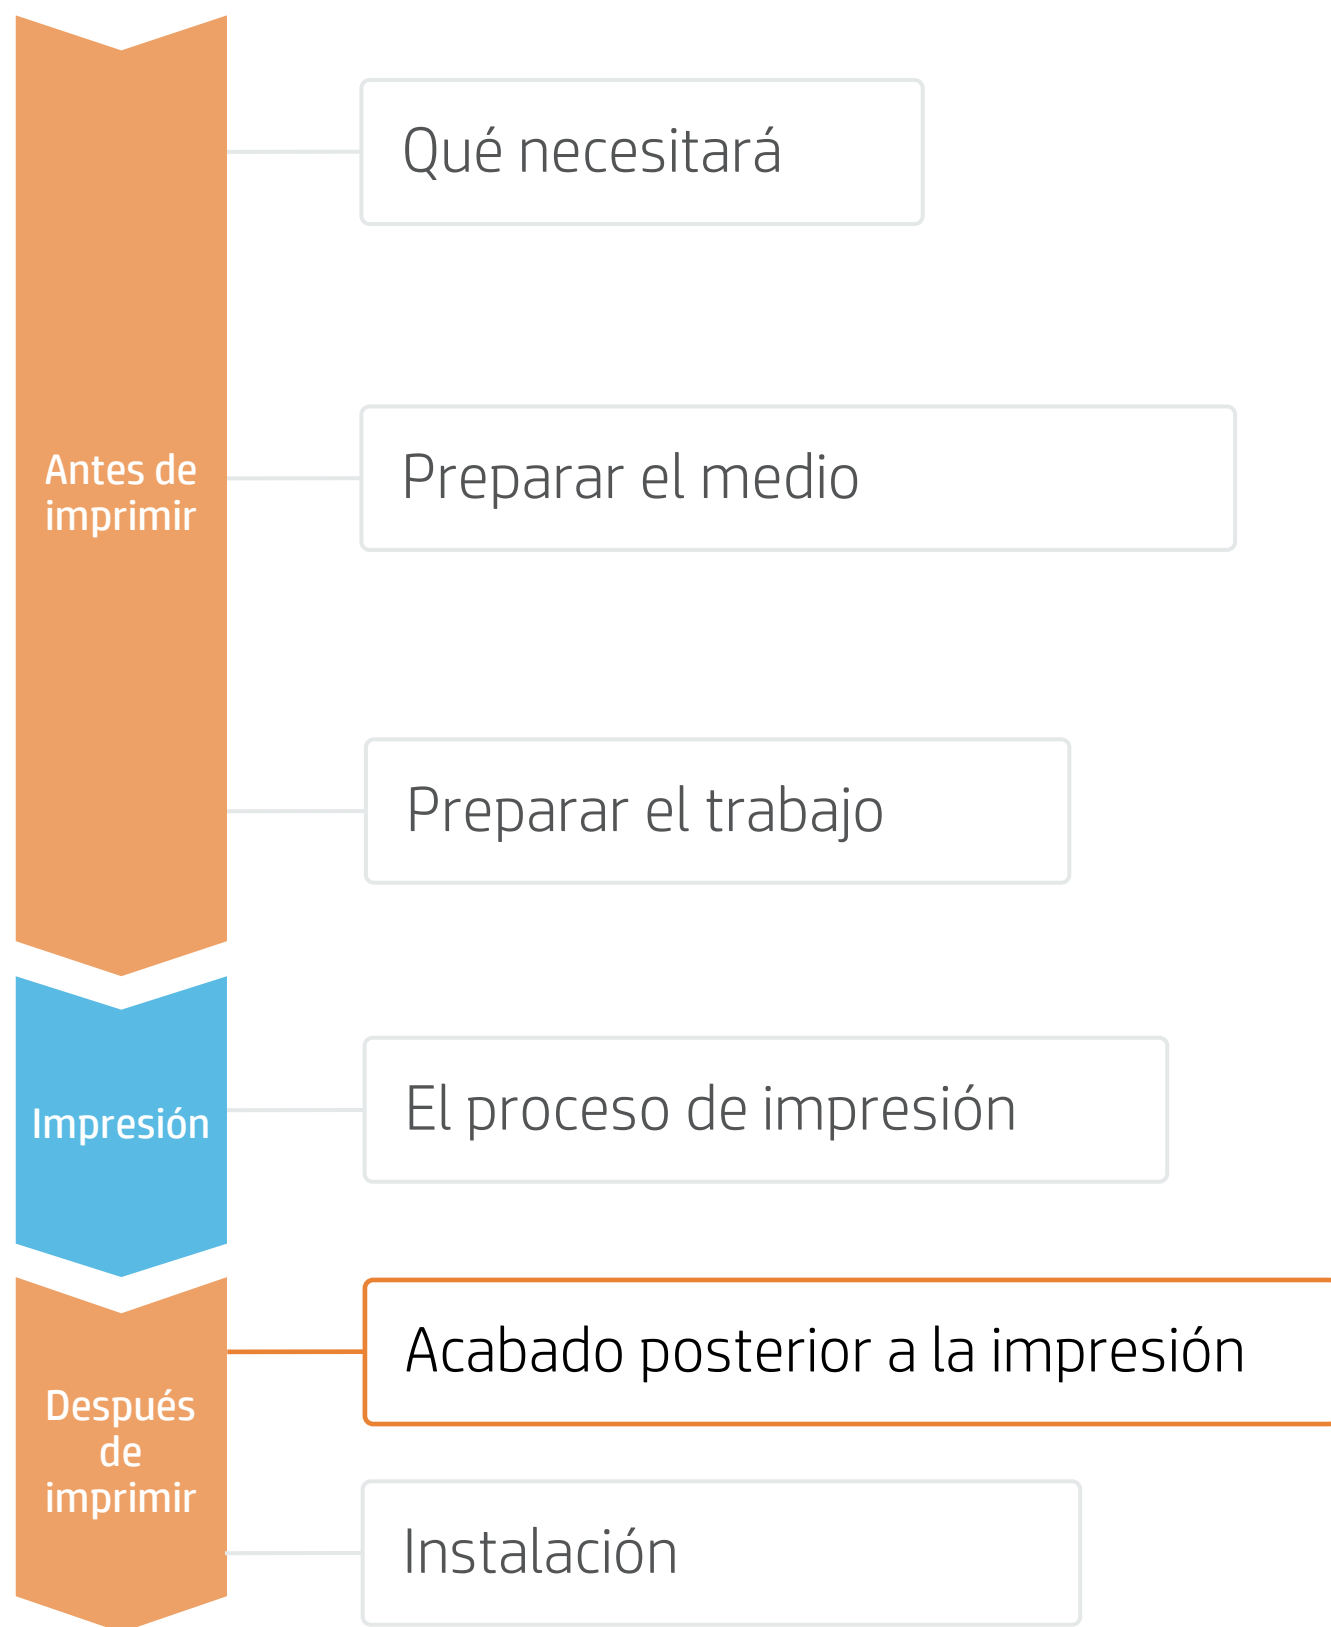 Qué necesitará
Antes de
imprimir
Preparar el medio
Preparar el trabajo
Impresión
El proceso de impresión
Después
de
imprimir
Acabado posterior a la impresión
Instalación